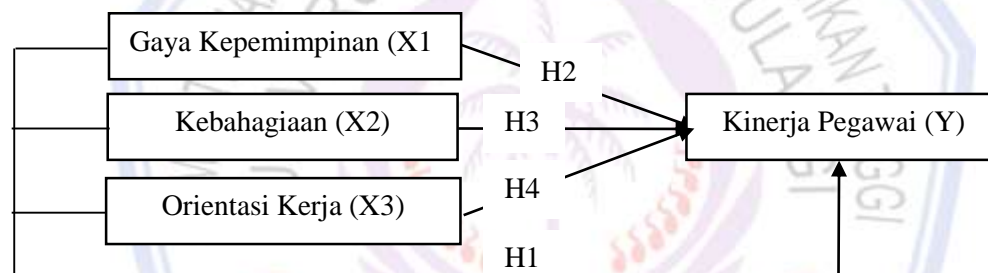 Gaya Kepemimpinan (X1
H2
Kebahagiaan (X2)
H3
Kinerja Pegawai (Y)
Orientasi Kerja (X3)
H4
H1